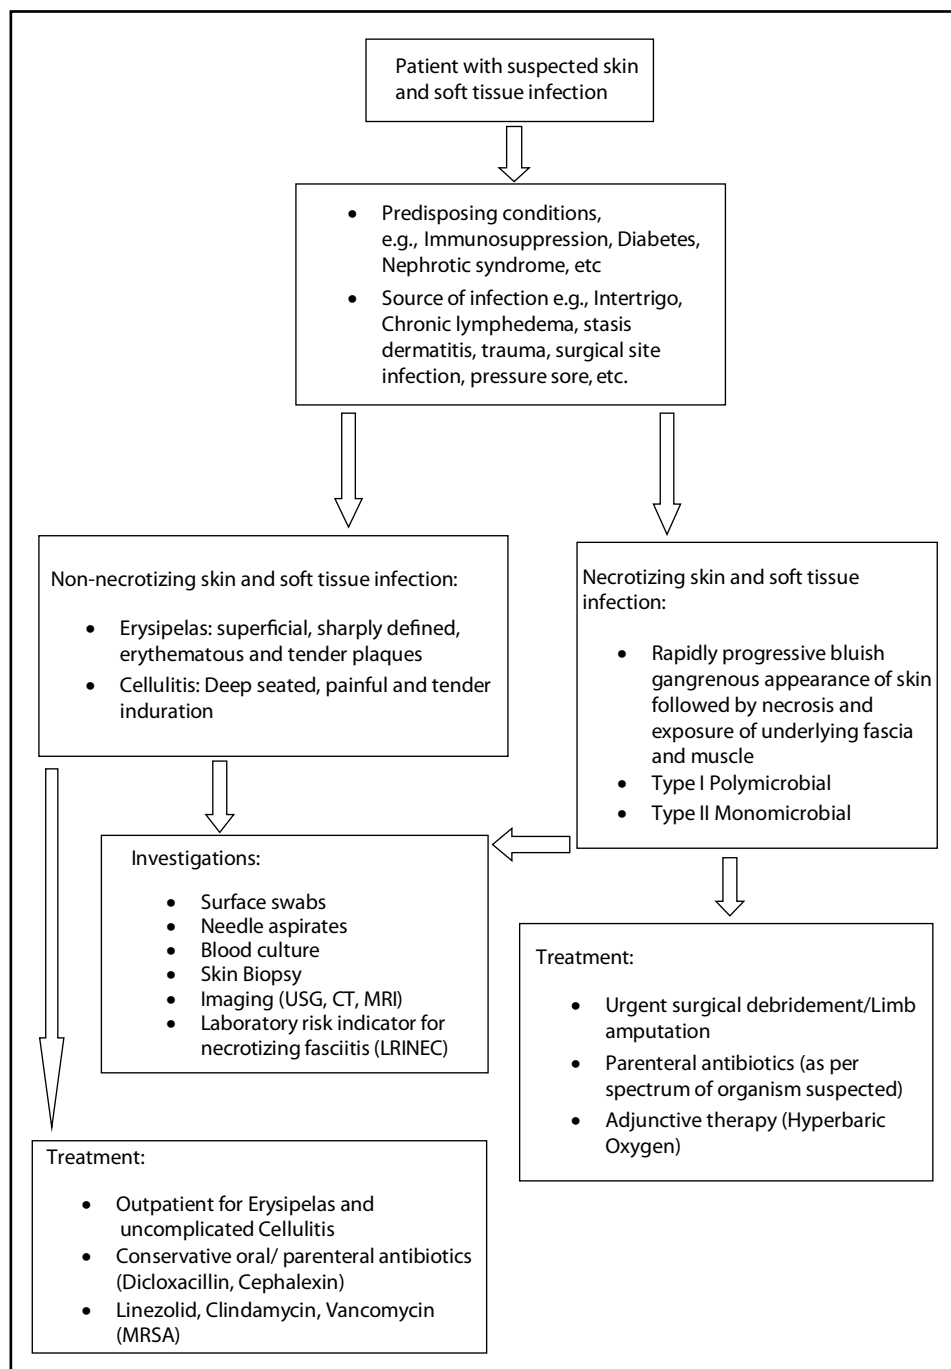 Patient with suspected skin
and soft tissue infection
• Predisposing conditions,
e.g., Immunosuppression, Diabetes,
Nephrotic syndrome, etc
• Source of infection e.g., Intertrigo,
Chronic lymphedema, stasis
dermatitis, trauma, surgical site
infection, pressure sore, etc.
Non-necrotizing skin and soft tissue infection:
• Erysipelas: superficial, sharply defined,
erythematous and tender plaques
• Cellulitis: Deep seated, painful and tender
induration
Necrotizing skin and soft tissue
infection:
• Rapidly progressive bluish
gangrenous appearance of skin
followed by necrosis and
exposure of underlying fascia
and muscle
• Type I Polymicrobial
• Type II Monomicrobial
Investigations:
• Surface swabs
• Needle aspirates
• Blood culture
• Skin Biopsy
• Imaging (USG, CT, MRI)
• Laboratory risk indicator for
necrotizing fasciitis (LRINEC)
Treatment:
• Urgent surgical debridement/Limb
amputation
• Parenteral antibiotics (as per
spectrum of organism suspected)
• Adjunctive therapy (Hyperbaric
Oxygen)
Treatment:
• Outpatient for Erysipelas and
uncomplicated Cellulitis
• Conservative oral/ parenteral antibiotics
(Dicloxacillin, Cephalexin)
• Linezolid, Clindamycin, Vancomycin
(MRSA)